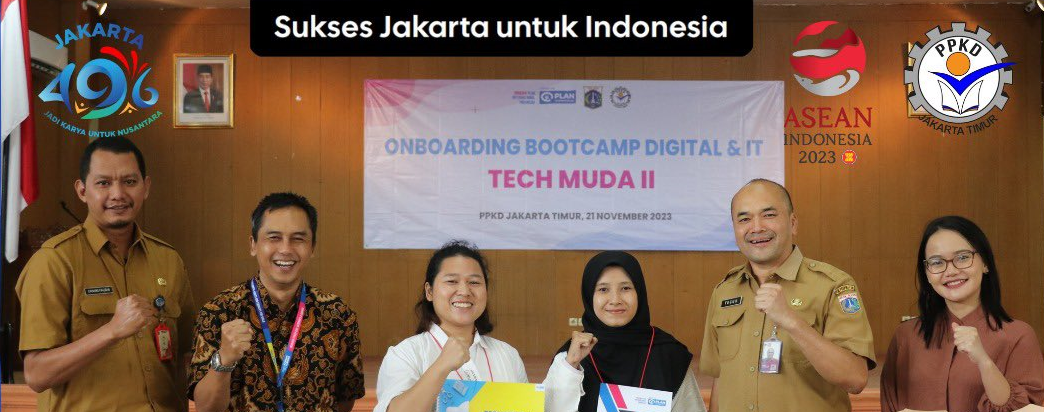 Sukses Jakarta untuk Indonesia
JAKARTA
496
JADI KARYA UNTUK NUSANTARA
ASEAN
INDONESIA
2023
PPKD
JAKARTA TIMUR
PLAN
ONBOARDING BOOTCAMP DIGITAL & IT
TECH MUDA II
PPKD JAKARTA TIMUR, 21 NOVEMBER 2023
PLAN